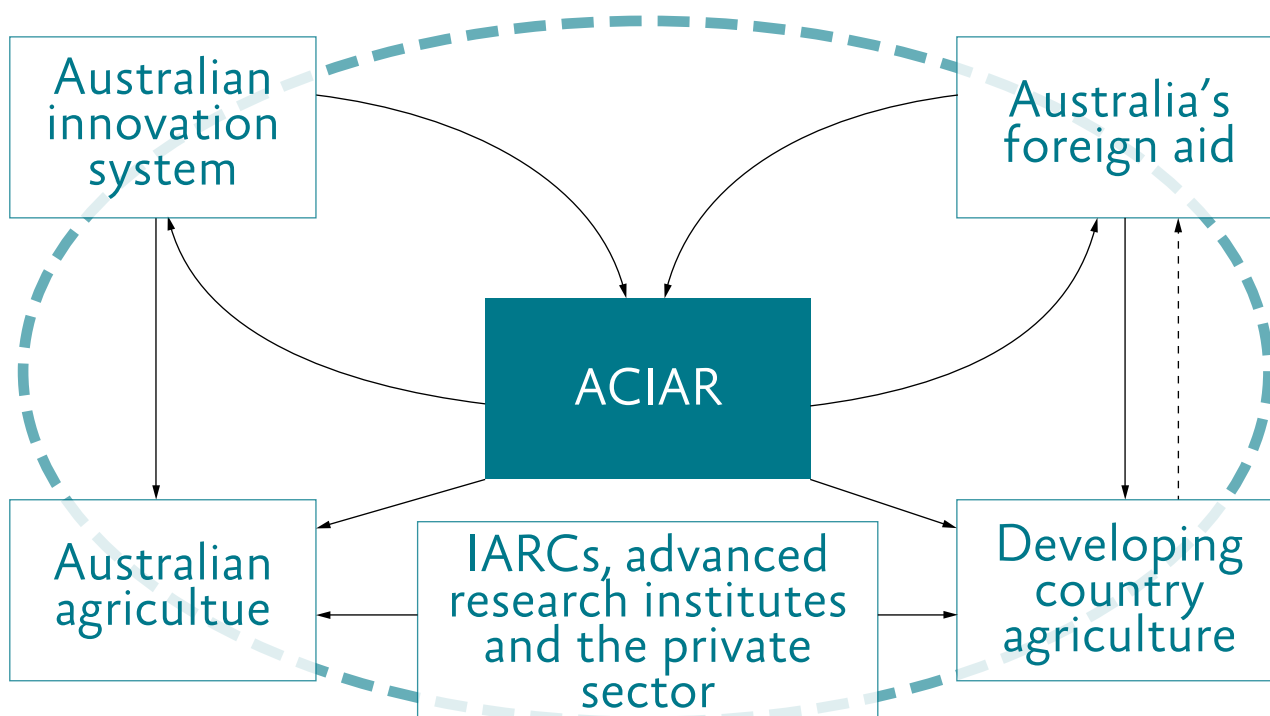 Australian
innovation
system
Australia's
foreign aid
ACIAR
Australian
agricultue
IARCs, advanced
research institutes
and the private
sector
Developing
country
agriculture